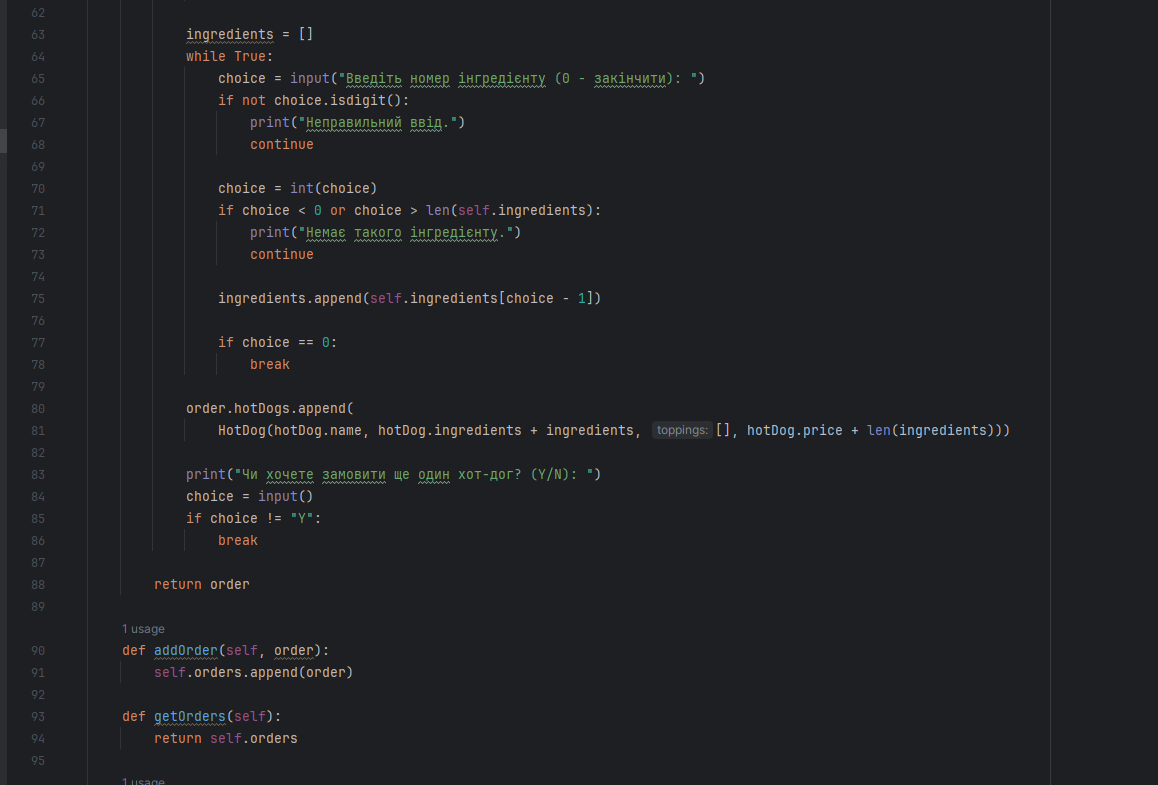 62
63 ingredients = []
64 while True:
65 choice = input("Введіть номер інгредієнту (0 - закінчити): ")
66 if not choice.isdigit():
67 print("Неправильний ввід.")
68 continue
69
70 choice = int(choice)
71 if choice < 0 or choice > len(self.ingredients):
72 print("Немає такого інгредієнту.")
73 continue
74
75 ingredients.append(self.ingredients[choice - 1])
76
77 if choice == 0:
78 break
79
80 order.hotDogs.append(
81 HotDog(hotDog.name, hotDog.ingredients + ingredients, toppings: [], hotDog.price + len(ingredients)))
82
83 print("Чи хочете замовити ще один хот-дог? (Y/N): ")
84 choice = input()
85 if choice != "Y":
86 break
87
88 return order
89
1 usage
90 def addOrder(self, order):
91 self.orders.append(order)
92
93 def getOrders(self):
94 return self.orders
95
1 usage